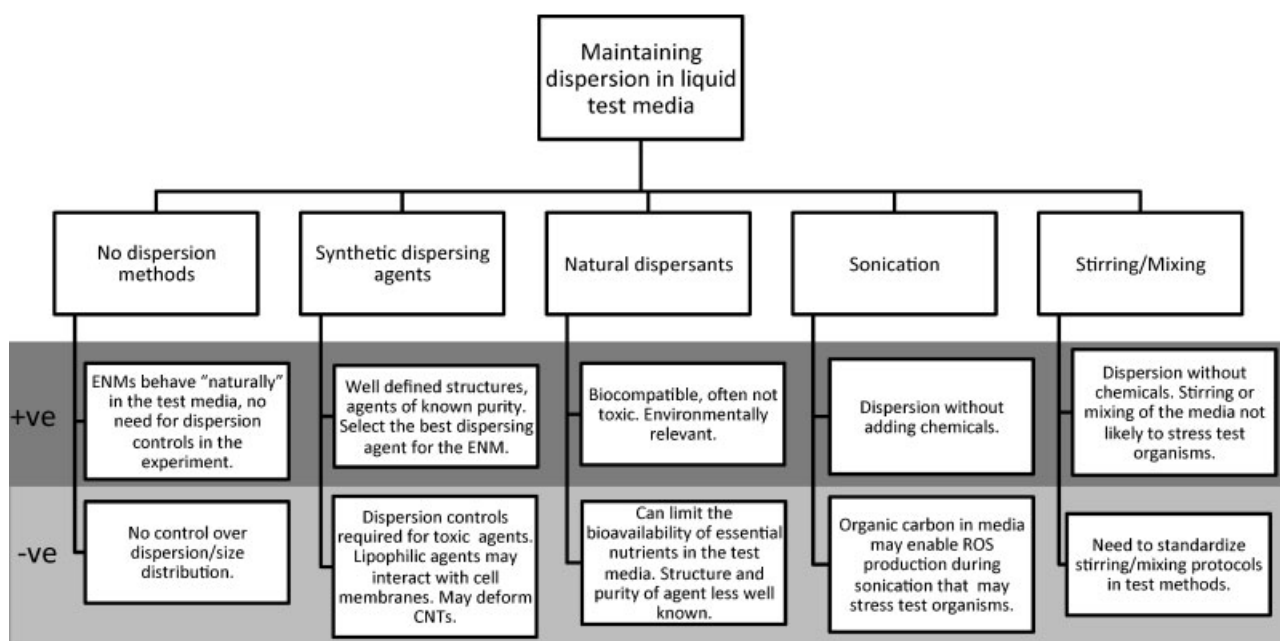 Maintaining
dispersion in liquid
test media
No dispersion
methods
Synthetic dispersing
agents
Natural dispersants
Sonication
Stirring/Mixing
+ve
ENMs behave “naturally”
in the test media, no
need for dispersion
controls in the
experiment.
Well defined structures,
agents of known purity.
Select the best dispersing
agent for the ENM.
Biocompatible, often not
toxic. Environmentally
relevant.
Dispersion without
adding chemicals.
Dispersion without
chemicals. Stirring or
mixing of the media not
likely to stress test
organisms.
-ve
No control over
dispersion/size
distribution.
Dispersion controls
required for toxic agents.
Lipophilic agents may
interact with cell
membranes. May deform
CNTs.
Can limit the
bioavailability of essential
nutrients in the test
media. Structure and
purity of agent less well
known.
Organic carbon in media
may enable ROS
production during
sonication that may
stress test organisms.
Need to standardize
stirring/mixing protocols
in test methods.